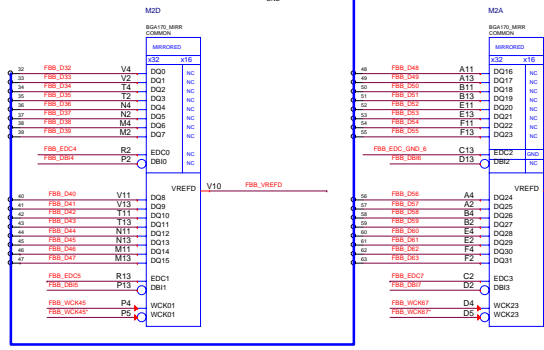 GND
M2D
BGA170_MIRR
COMMON
MIRRORED
x32 x16
32 FBB_D32 V4 DQ0 NC
33 FBB_D33 V2 DQ1 NC
34 FBB_D34 T4 DQ2 NC
35 FBB_D35 T2 DQ3 NC
36 FBB_D36 N4 DQ4 NC
37 FBB_D37 N2 DQ5 NC
38 FBB_D38 M4 DQ6 NC
39 FBB_D39 M2 DQ7 NC
FBB_EDC4 R2 EDC0 NC
FBB_DBI4 P2 DBI0 NC
VREFD V10 FBB_VREFD
40 FBB_D40 V11 DQ8
41 FBB_D41 V13 DQ9
42 FBB_D42 T11 DQ10
43 FBB_D43 T13 DQ11
44 FBB_D44 N11 DQ12
45 FBB_D45 N13 DQ13
46 FBB_D46 M11 DQ14
47 FBB_D47 M13 DQ15
FBB_EDC5 R13 EDC1
FBB_DBI5 P13 DBI1
FBB_WCK45 P4 WCK01
FBB_WCK45* P5 WCK01
M2A
BGA170_MIRR
COMMON
MIRRORED
x32 x16
48 FBB_D48 A11 DQ16 NC
49 FBB_D49 A13 DQ17 NC
50 FBB_D50 B11 DQ18 NC
51 FBB_D51 B13 DQ19 NC
52 FBB_D52 E11 DQ20 NC
53 FBB_D53 E13 DQ21 NC
54 FBB_D54 F11 DQ22 NC
55 FBB_D55 F13 DQ23 NC
FBB_EDC_GND_6 C13 EDC2 GND
FBB_DBI6 D13 DBI2 NC
VREFD
56 FBB_D56 A4 DQ24
57 FBB_D57 A2 DQ25
58 FBB_D58 B4 DQ26
59 FBB_D59 B2 DQ27
60 FBB_D60 E4 DQ28
61 FBB_D61 E2 DQ29
62 FBB_D62 F4 DQ30
63 FBB_D63 F2 DQ31
FBB_EDC7 C2 EDC3
FBB_DBI7 D2 DBI3
FBB_WCK67 D4 WCK23
FBB_WCK67* D5 WCK23